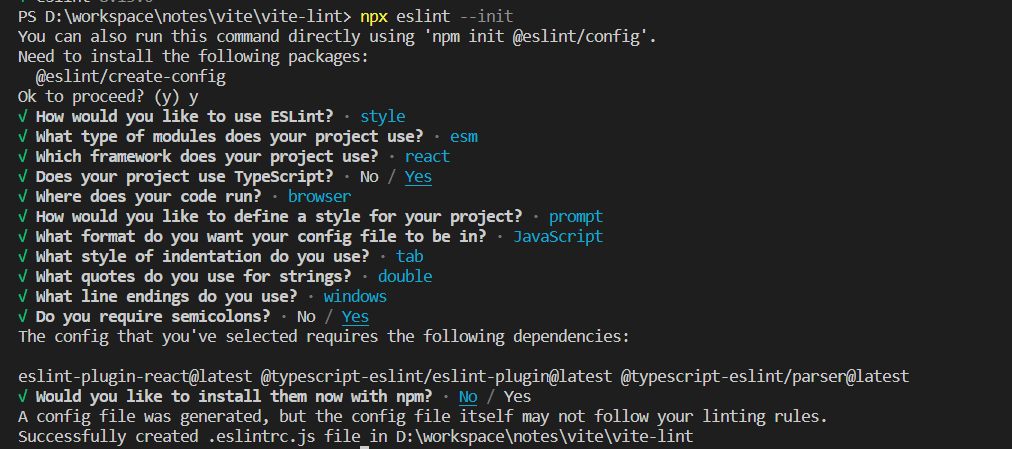 PS D:\workspace\notes\vite\vite-lint> npx eslint --init
You can also run this command directly using 'npm init @eslint/config'.
Need to install the following packages:
  @eslint/create-config
Ok to proceed? (y) y
√ How would you like to use ESLint? · style
√ What type of modules does your project use? · esm
√ Which framework does your project use? · react
√ Does your project use TypeScript? · No / Yes
√ Where does your code run? · browser
√ How would you like to define a style for your project? · prompt
√ What format do you want your config file to be in? · JavaScript
√ What style of indentation do you use? · tab
√ What quotes do you use for strings? · double
√ What line endings do you use? · windows
√ Do you require semicolons? · No / Yes
The config that you've selected requires the following dependencies:

eslint-plugin-react@latest @typescript-eslint/eslint-plugin@latest @typescript-eslint/parser@latest
√ Would you like to install them now with npm? · No / Yes
A config file was generated, but the config file itself may not follow your linting rules.
Successfully created .eslintrc.js file in D:\workspace\notes\vite\vite-lint